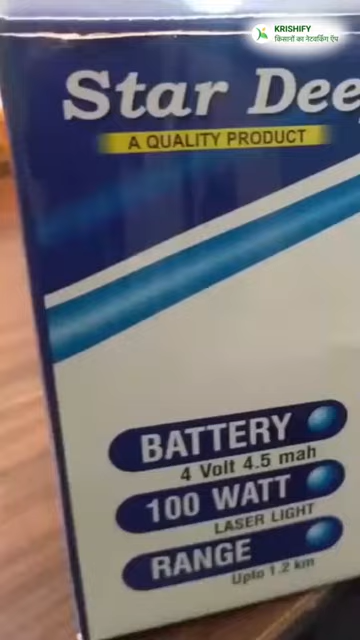 KRISHIFY
किसानों का नेटवर्किंग ऐप
Star Dee
A QUALITY PRODUCT
BATTERY
4 Volt 4.5 mah
100 WATT
LASER LIGHT
RANGE
Upto 1.2 km